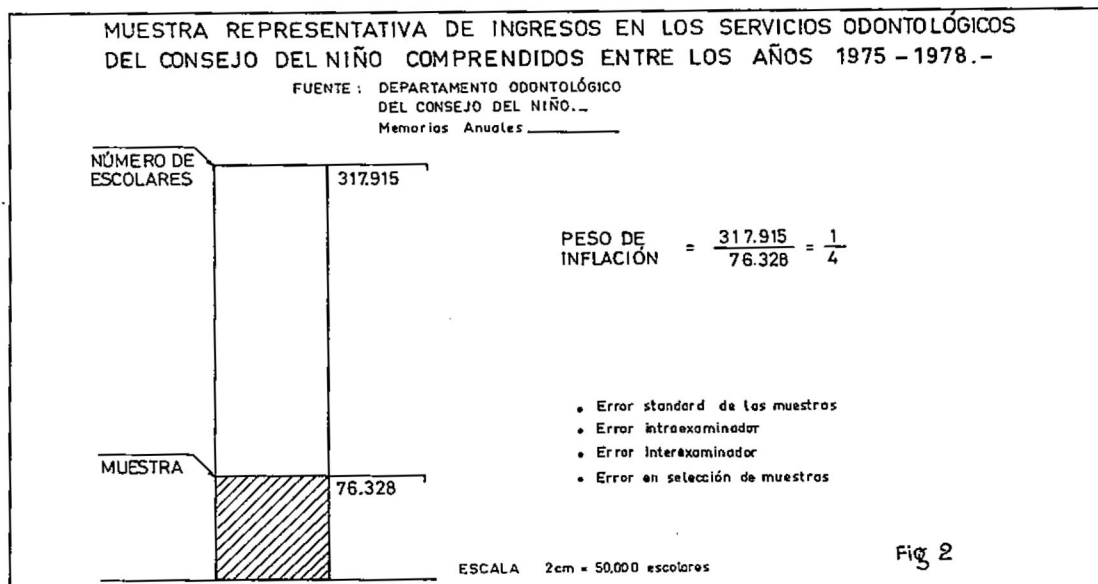 MUESTRA REPRESENTATIVA DE INGRESOS EN LOS SERVICIOS ODONTOLÓGICOS
DEL CONSEJO DEL NIÑO COMPRENDIDOS ENTRE LOS AÑOS 1975 – 1978.-
FUENTE : DEPARTAMENTO ODONTOLÓGICO
DEL CONSEJO DEL NIÑO._
Memorias Anuales
NÚMERO DE
ESCOLARES
317.915
PESO DE
INFLACIÓN = 317.915 / 76.328 = 1 / 4
• Error standard de las muestras
• Error intraexaminador
• Error Interexaminador
• Error en selección de muestras
MUESTRA
76.328
ESCALA 2cm = 50,000 escolares
Fig 2